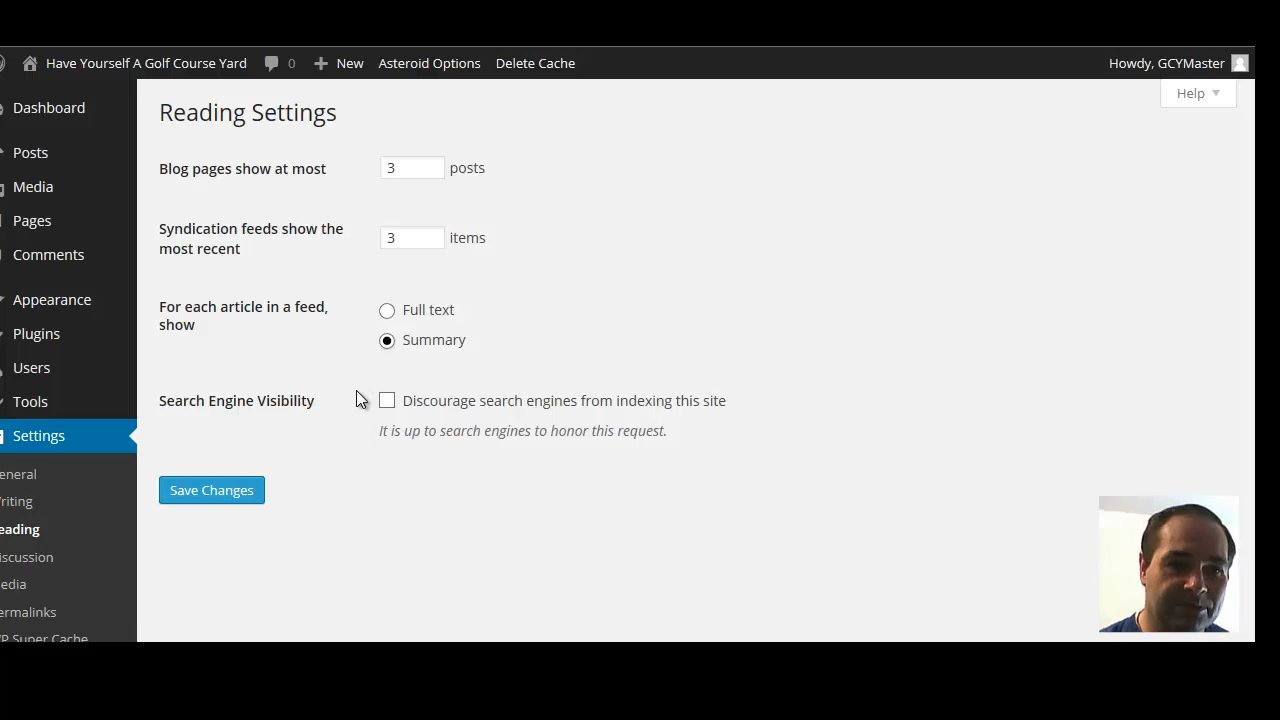 Have Yourself A Golf Course Yard 0 New Asteroid Options Delete Cache Howdy, GCYMaster
Help
Dashboard
Posts
Media
Pages
Comments
Appearance
Plugins
Users
Tools
Settings
eneral
riting
eading
iscussion
edia
ermalinks
P Super Cache
Reading Settings
Blog pages show at most 3 posts
Syndication feeds show the
most recent 3 items
For each article in a feed,
show
Full text
Summary
Search Engine Visibility Discourage search engines from indexing this site
It is up to search engines to honor this request.
Save Changes